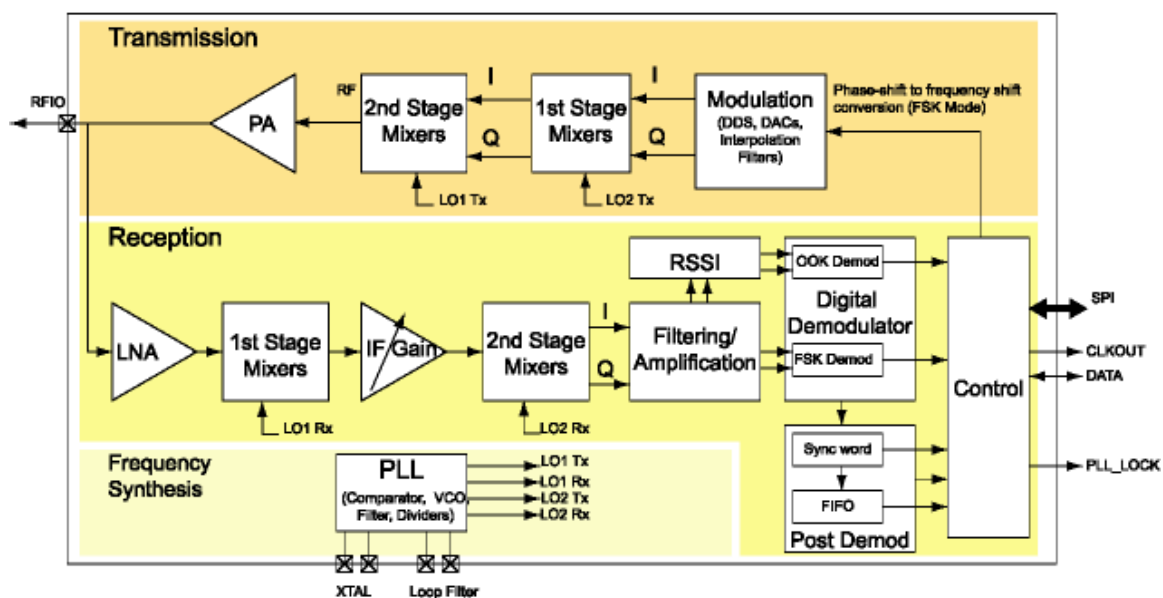 Transmission
RFIO
PA
RF
2nd Stage
Mixers
LO1 Tx
I
Q
1st Stage
Mixers
LO2 Tx
I
Q
Modulation
(DDS, DACs,
Interpolation
Filters)
Phase-shift to frequency shift
conversion (FSK Mode)
Reception
LNA
1st Stage
Mixers
LO1 Rx
IF Gain
2nd Stage
Mixers
LO2 Rx
I
Q
RSSI
Filtering/
Amplification
OOK Demod
Digital
Demodulator
FSK Demod
Sync word
FIFO
Post Demod
Control
SPI
CLKOUT
DATA
PLL_LOCK
Frequency
Synthesis
PLL
(Comparator, VCO,
Filter, Dividers)
LO1 Tx
LO1 Rx
LO2 Tx
LO2 Rx
XTAL
Loop Filter